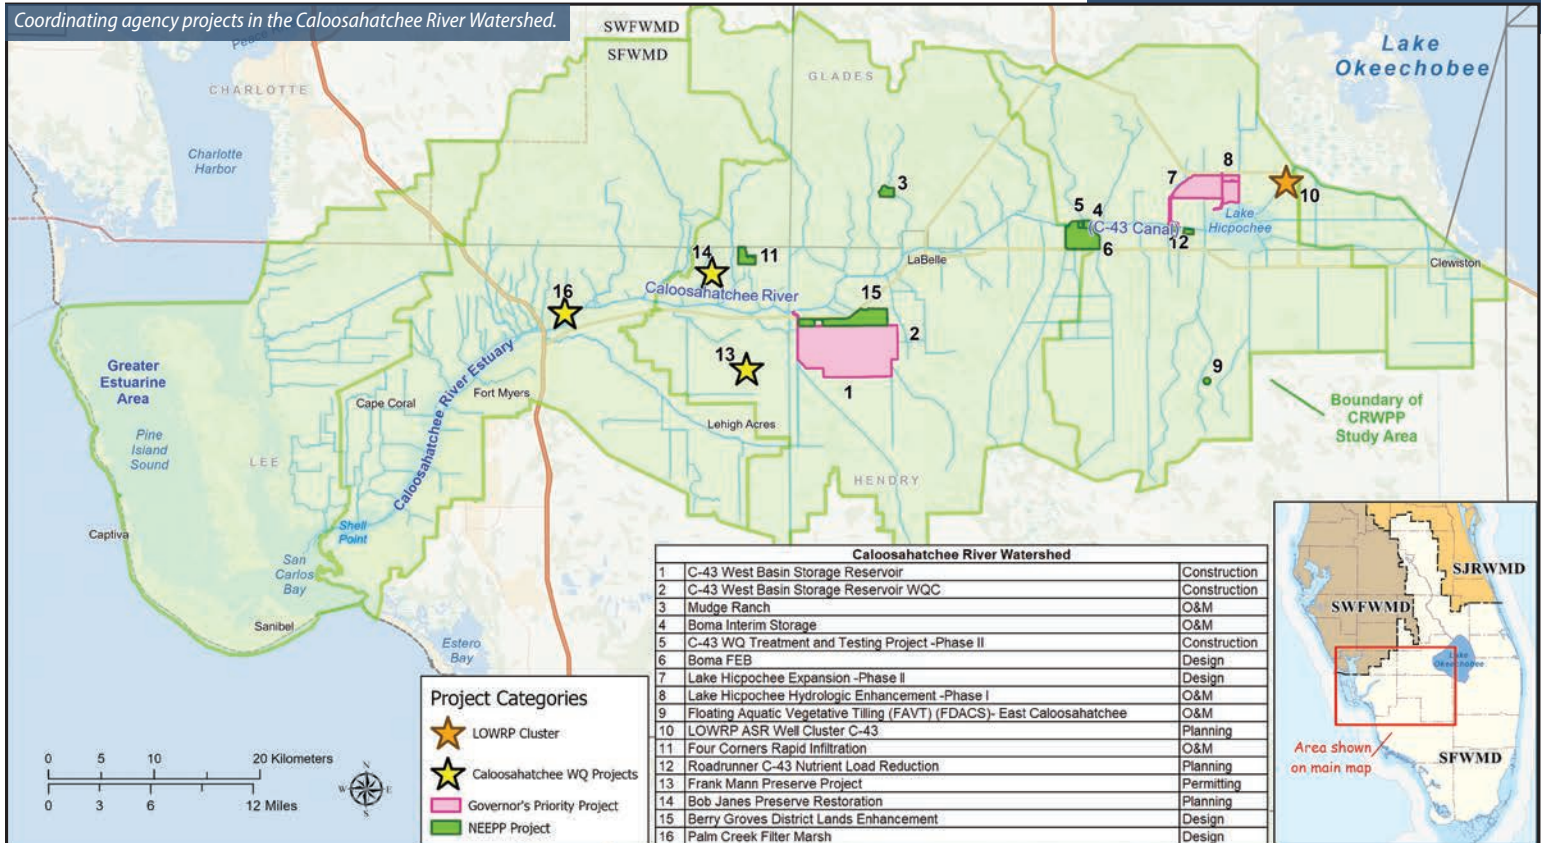 Coordinating agency projects in the Caloosahatchee River Watershed.
SWFWMD
SFWMD
GLADES
Lake
Okeechobee
CHARLOTTE
Charlotte
Harbor
3
8
7
10
5
4
(C-43 Canal)
12
6
Lake
Hicpochee
14
11
LaBelle
Clewiston
16
Caloosahatchee River
15
2
13
1
9
Greater
Estuarine
Area
Pine
Island
Sound
Cape Coral
Fort Myers
Caloosahatchee River Estuary
Lehigh Acres
Boundary of
CRWPP
Study Area
LEE
HENDRY
Captiva
Shell
Point
San
Carlos
Bay
Sanibel
Estero
Bay
Caloosahatchee River Watershed
1 C-43 West Basin Storage Reservoir Construction
2 C-43 West Basin Storage Reservoir WQC Construction
3 Mudge Ranch O&M
4 Boma Interim Storage O&M
5 C-43 WQ Treatment and Testing Project -Phase II Construction
6 Boma FEB Design
7 Lake Hicpochee Expansion -Phase II Design
8 Lake Hicpochee Hydrologic Enhancement -Phase I O&M
9 Floating Aquatic Vegetative Tilling (FAVT) (FDACS)- East Caloosahatchee O&M
10 LOWRP ASR Well Cluster C-43 Planning
11 Four Corners Rapid Infiltration O&M
12 Roadrunner C-43 Nutrient Load Reduction Planning
13 Frank Mann Preserve Project Permitting
14 Bob Janes Preserve Restoration Planning
15 Berry Groves District Lands Enhancement Design
16 Palm Creek Filter Marsh Design
Project Categories
LOWRP Cluster
Caloosahatchee WQ Projects
Governor's Priority Project
NEEPP Project
0 5 10 20 Kilometers
0 3 6 12 Miles
N
W E
S
SJRWMD
SWFWMD
Lake
Okeechobee
Area shown
on main map
SFWMD